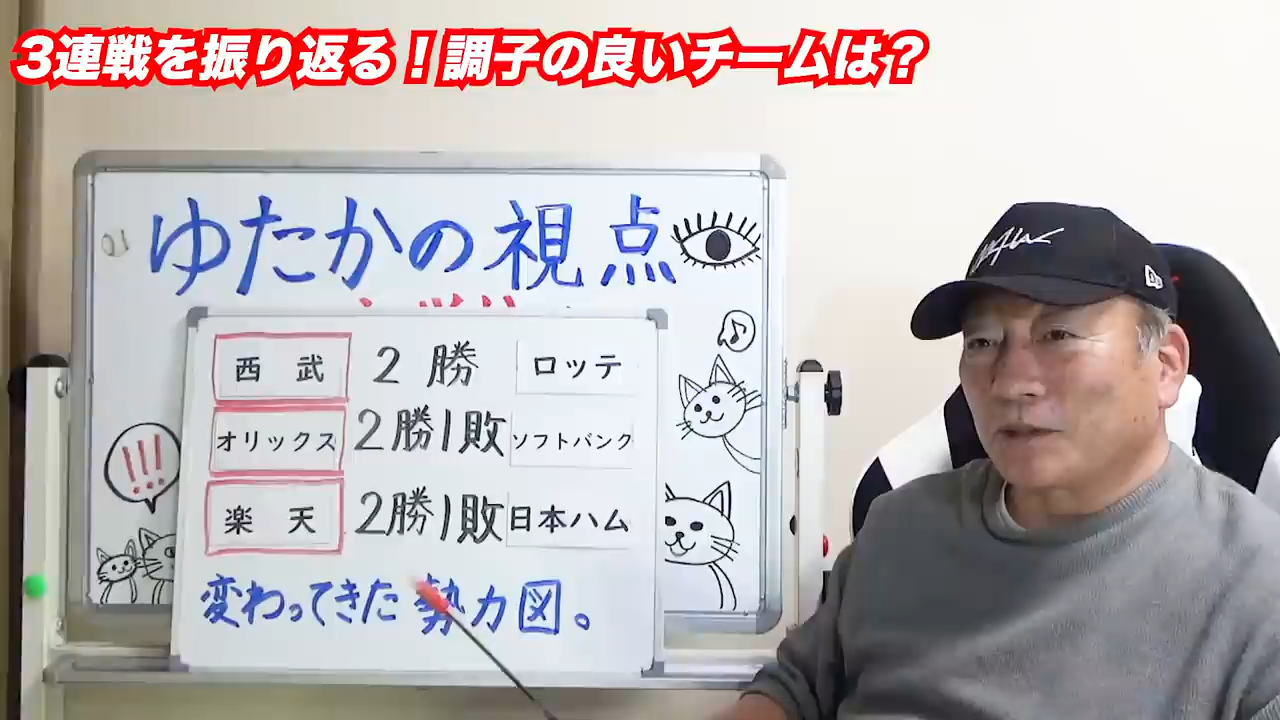 3連戦を振り返る！調子の良いチームは？
ゆたかの視点
西 武 2勝 ロッテ
オリックス 2勝1敗 ソフトバンク
楽 天 2勝1敗 日本ハム
変わってきた勢力図。
!!!